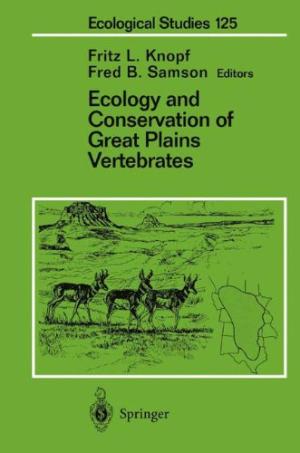 Ecological Studies 125
Fritz L. Knopf
Fred B. Samson Editors
Ecology and
Conservation of
Great Plains
Vertebrates
Springer